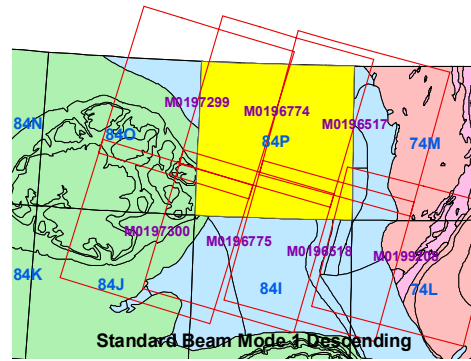 M0197299
M0196774
M0196517
84N
84O
84P
74M
M0197300
M0196775
M0196518
M0199208
84K
84J
84I
74L
Standard Beam Mode 1 Descending